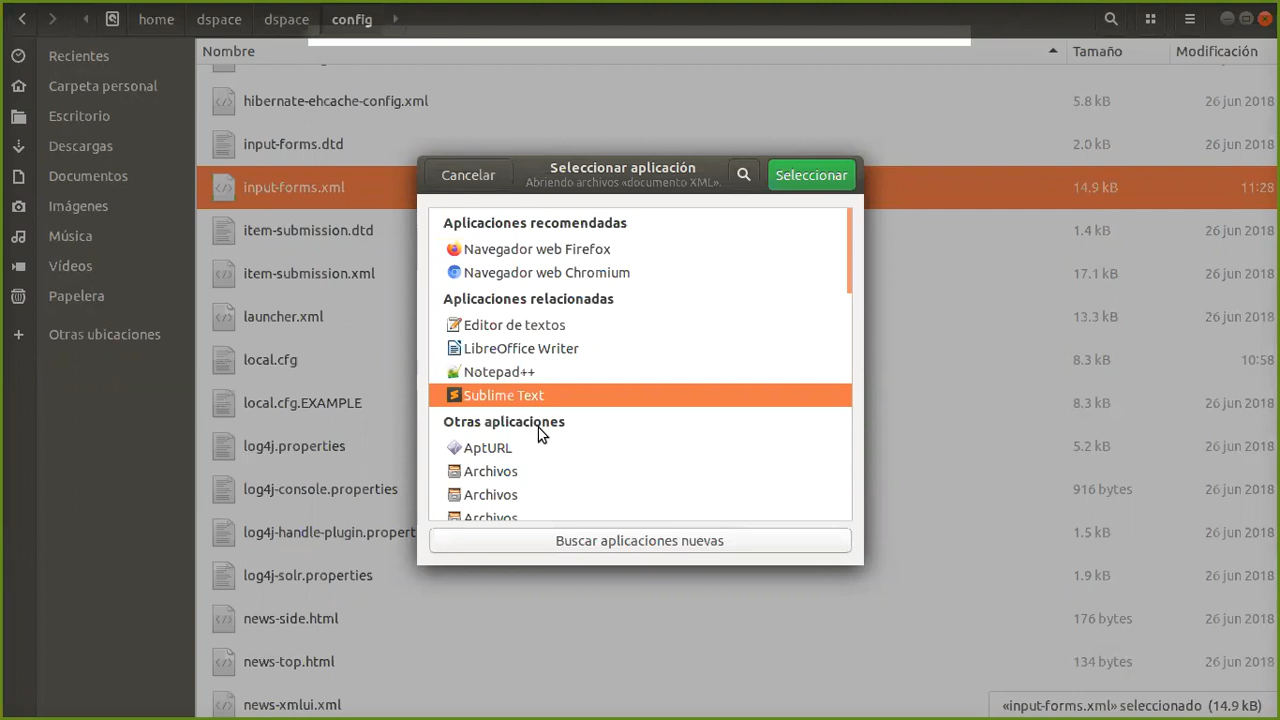 home dspace dspace config
Recientes
Carpeta personal
Escritorio
Descargas
Documentos
Imágenes
Música
Vídeos
Papelera
Otras ubicaciones
Nombre Tamaño Modificación
hibernate-ehcache-config.xml 5.8 kB 26 jun 2018
input-forms.dtd 2.0 kB 26 jun 2018
input-forms.xml 14.9 kB 11:28
item-submission.dtd 1.4 kB 26 jun 2018
item-submission.xml 17.1 kB 26 jun 2018
launcher.xml 13.3 kB 26 jun 2018
local.cfg 8.3 kB 10:58
local.cfg.EXAMPLE 8.3 kB 26 jun 2018
log4j.properties 5.2 kB 26 jun 2018
log4j-console.properties 916 bytes 26 jun 2018
log4j-handle-plugin.propert 1.5 kB 26 jun 2018
log4j-solr.properties 1.9 kB 26 jun 2018
news-side.html 176 bytes 26 jun 2018
news-top.html 134 bytes 26 jun 2018
news-xmlui.xml
«input-forms.xml» seleccionado (14.9 kB)
Cancelar Seleccionar aplicación Seleccionar
Abriendo archivos «documento XML».
Aplicaciones recomendadas
Navegador web Firefox
Navegador web Chromium
Aplicaciones relacionadas
Editor de textos
LibreOffice Writer
Notepad++
Sublime Text
Otras aplicaciones
AptURL
Archivos
Archivos
Archivos
Buscar aplicaciones nuevas